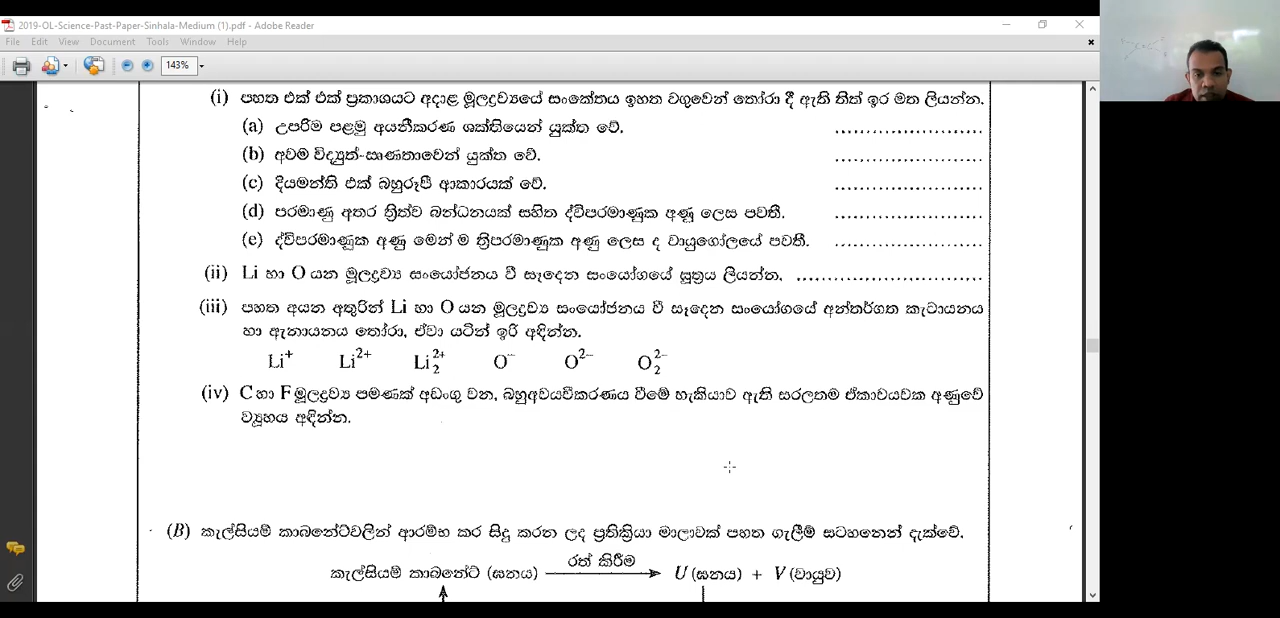 2019-OL-Science-Past-Paper-Sinhala-Medium (1).pdf - Adobe Reader
File Edit View Document Tools Window Help
143%
(i) පහත එක් එක් ප්‍රකාශයට අදාළ මූලද්‍රව්‍යයේ සංකේතය ඉහත වගුවෙන් තෝරා දී ඇති තිත් ඉර මත ලියන්න.
(a) උපරිම පළමු අයනීකරණ ශක්තියෙන් යුක්ත වේ. ..............................
(b) අවම විද්‍යුත්-සෘණතාවෙන් යුක්ත වේ. ..............................
(c) දියමන්ති එක් බහුරූපී ආකාරයක් වේ. ..............................
(d) පරමාණු අතර ත්‍රිත්ව බන්ධනයක් සහිත ද්විපරමාණුක අණු ලෙස පවතී. ..............................
(e) ද්විපරමාණුක අණු මෙන් ම ත්‍රිපරමාණුක අණු ලෙස ද වායුගෝලයේ පවතී. ..............................
(ii) Li හා O යන මූලද්‍රව්‍ය සංයෝජනය වී සෑදෙන සංයෝගයේ සූත්‍රය ලියන්න. ..............................
(iii) පහත අයන අතුරින් Li හා O යන මූලද්‍රව්‍ය සංයෝජනය වී සෑදෙන සංයෝගයේ අන්තර්ගත කැටායනය
හා ඇනායනය තෝරා, ඒවා යටින් ඉරි අඳින්න.
Li⁺ Li²⁺ Li₂²⁺ O⁻ O²⁻ O₂²⁻
(iv) C හා F මූලද්‍රව්‍ය පමණක් අඩංගු වන, බහුඅවයවීකරණය වීමේ හැකියාව ඇති සරලතම ඒකාවයවක අණුවේ
ව්‍යූහය අඳින්න.
(B) කැල්සියම් කාබනේට්වලින් ආරම්භ කර සිදු කරන ලද ප්‍රතික්‍රියා මාලාවක් පහත ගැලීම් සටහනෙන් දැක්වේ.
රත් කිරීම
කැල්සියම් කාබනේට් (ඝනය) → U (ඝනය) + V (වායුව)